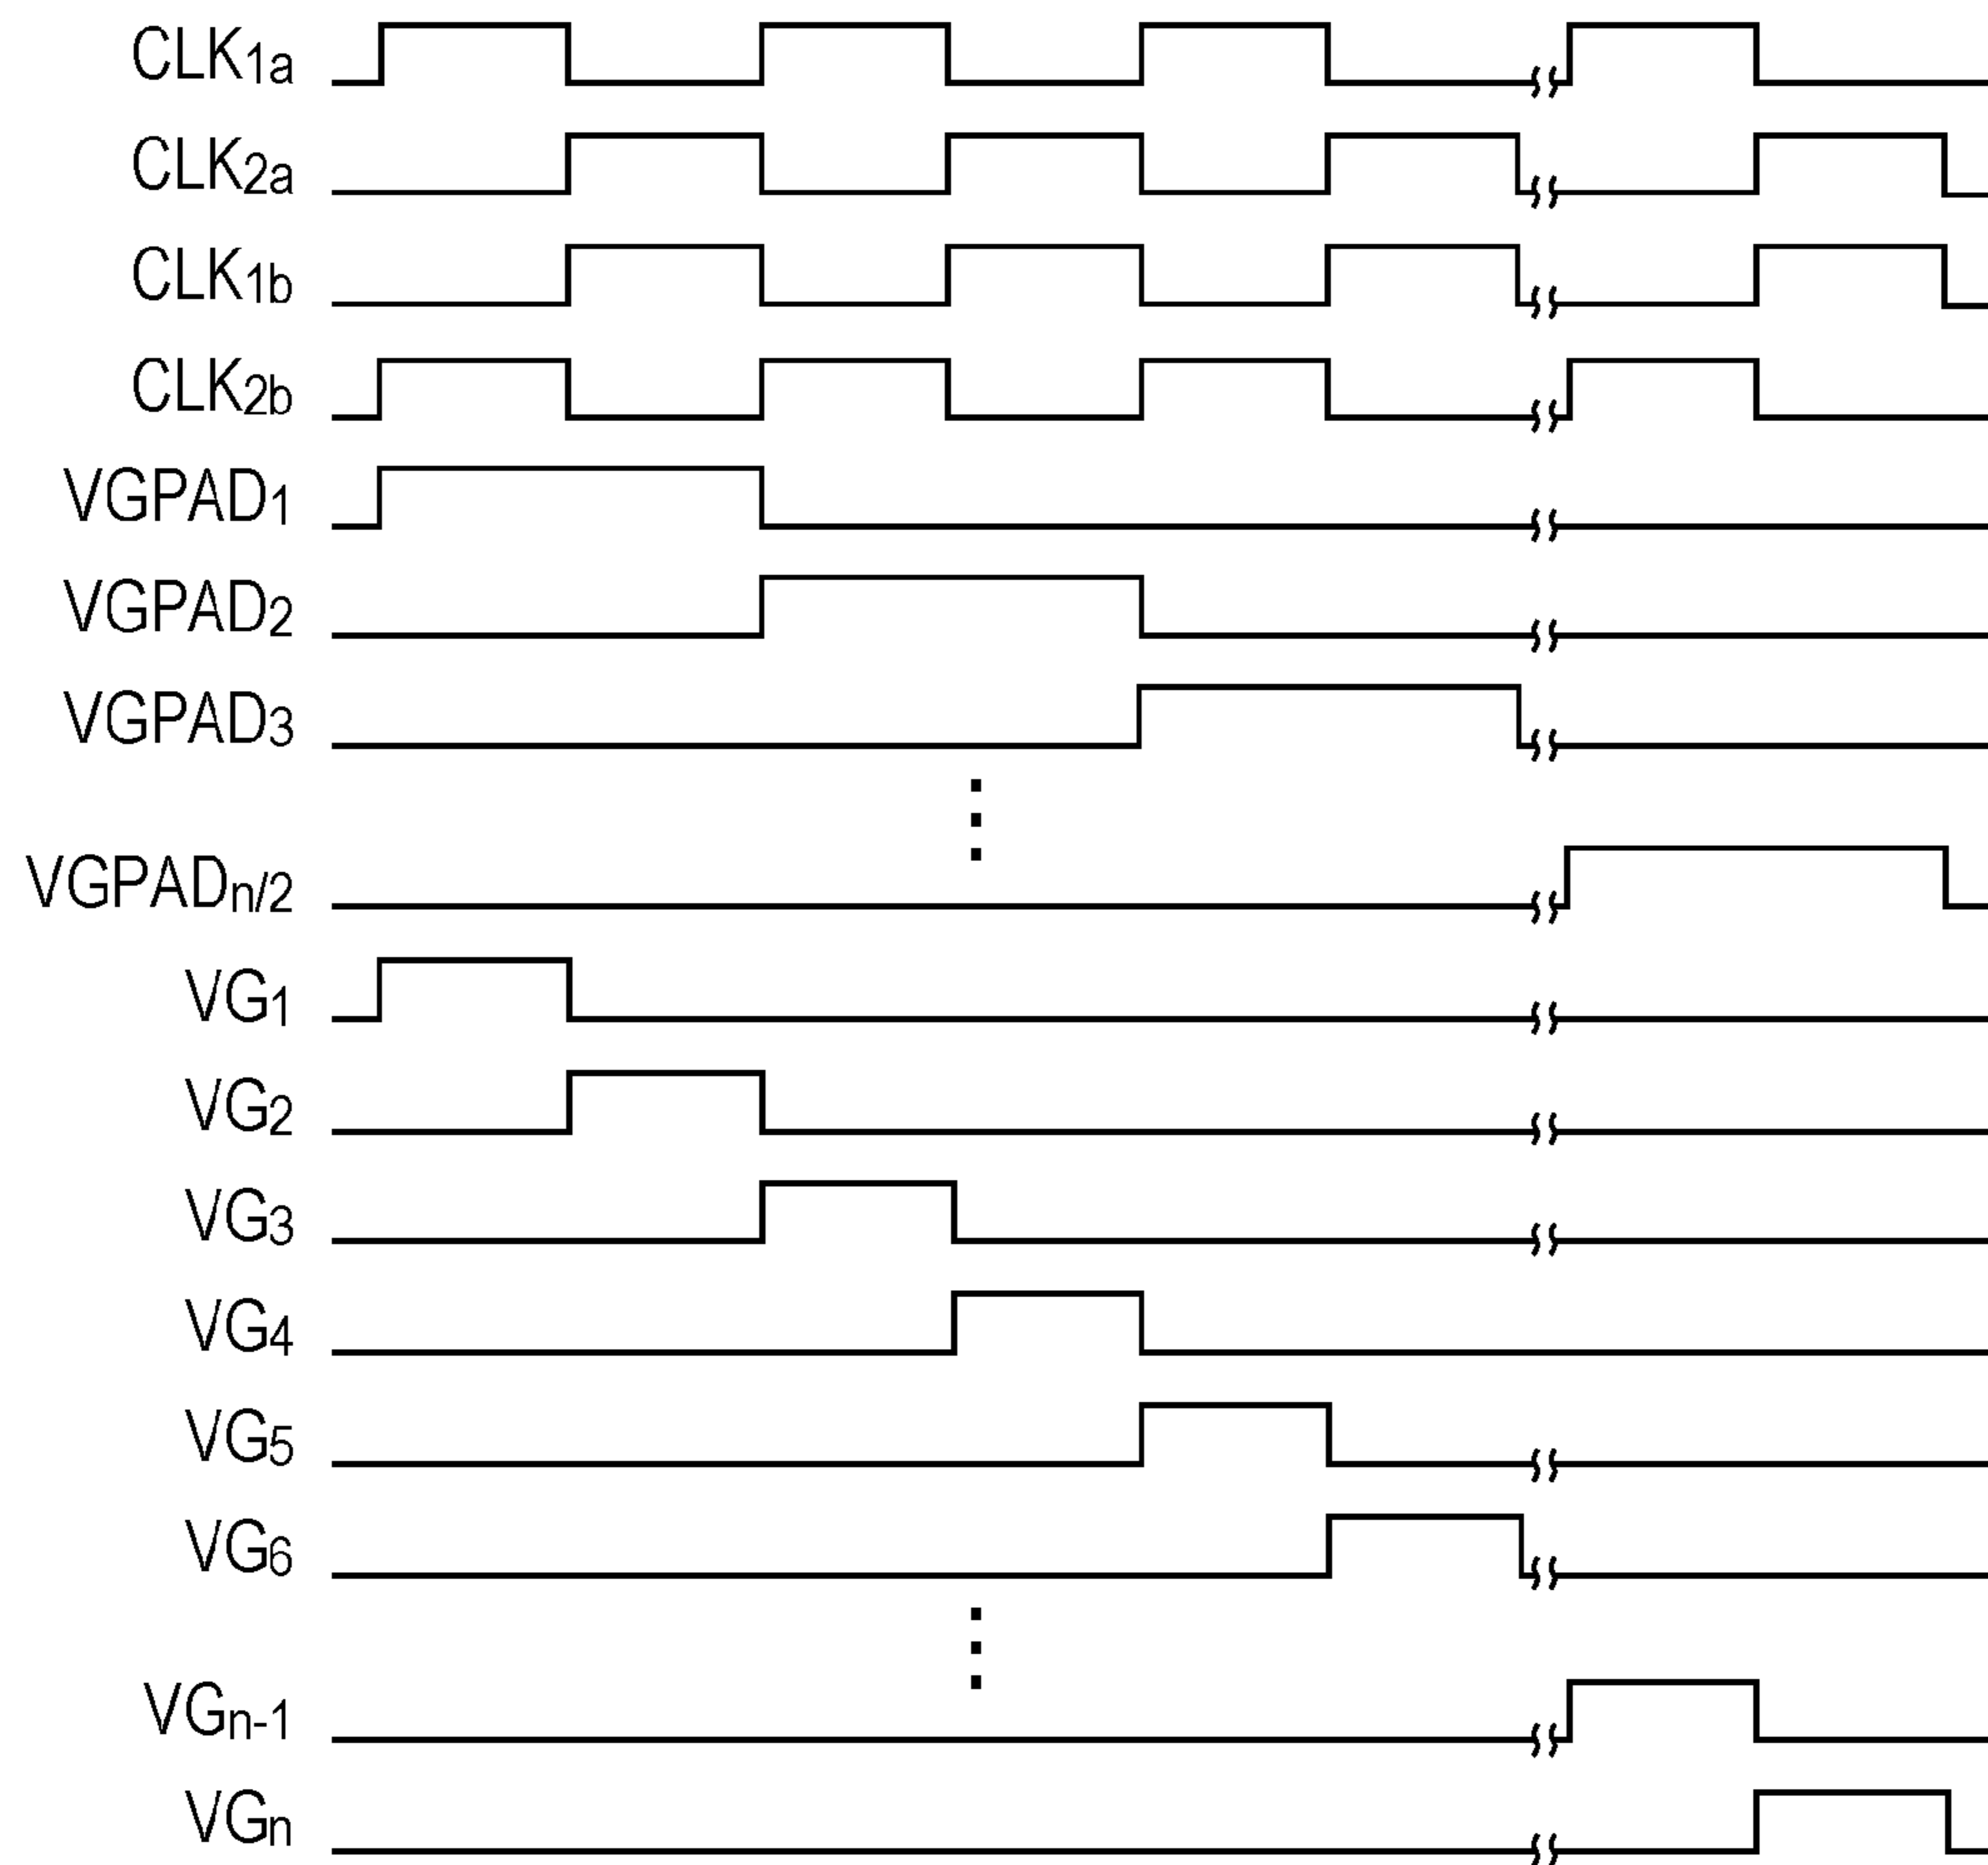 CLK1a
CLK2a
CLK1b
CLK2b
VGPAD1
VGPAD2
VGPAD3
VGPADn/2
VG1
VG2
VG3
VG4
VG5
VG6
VGn-1
VGn